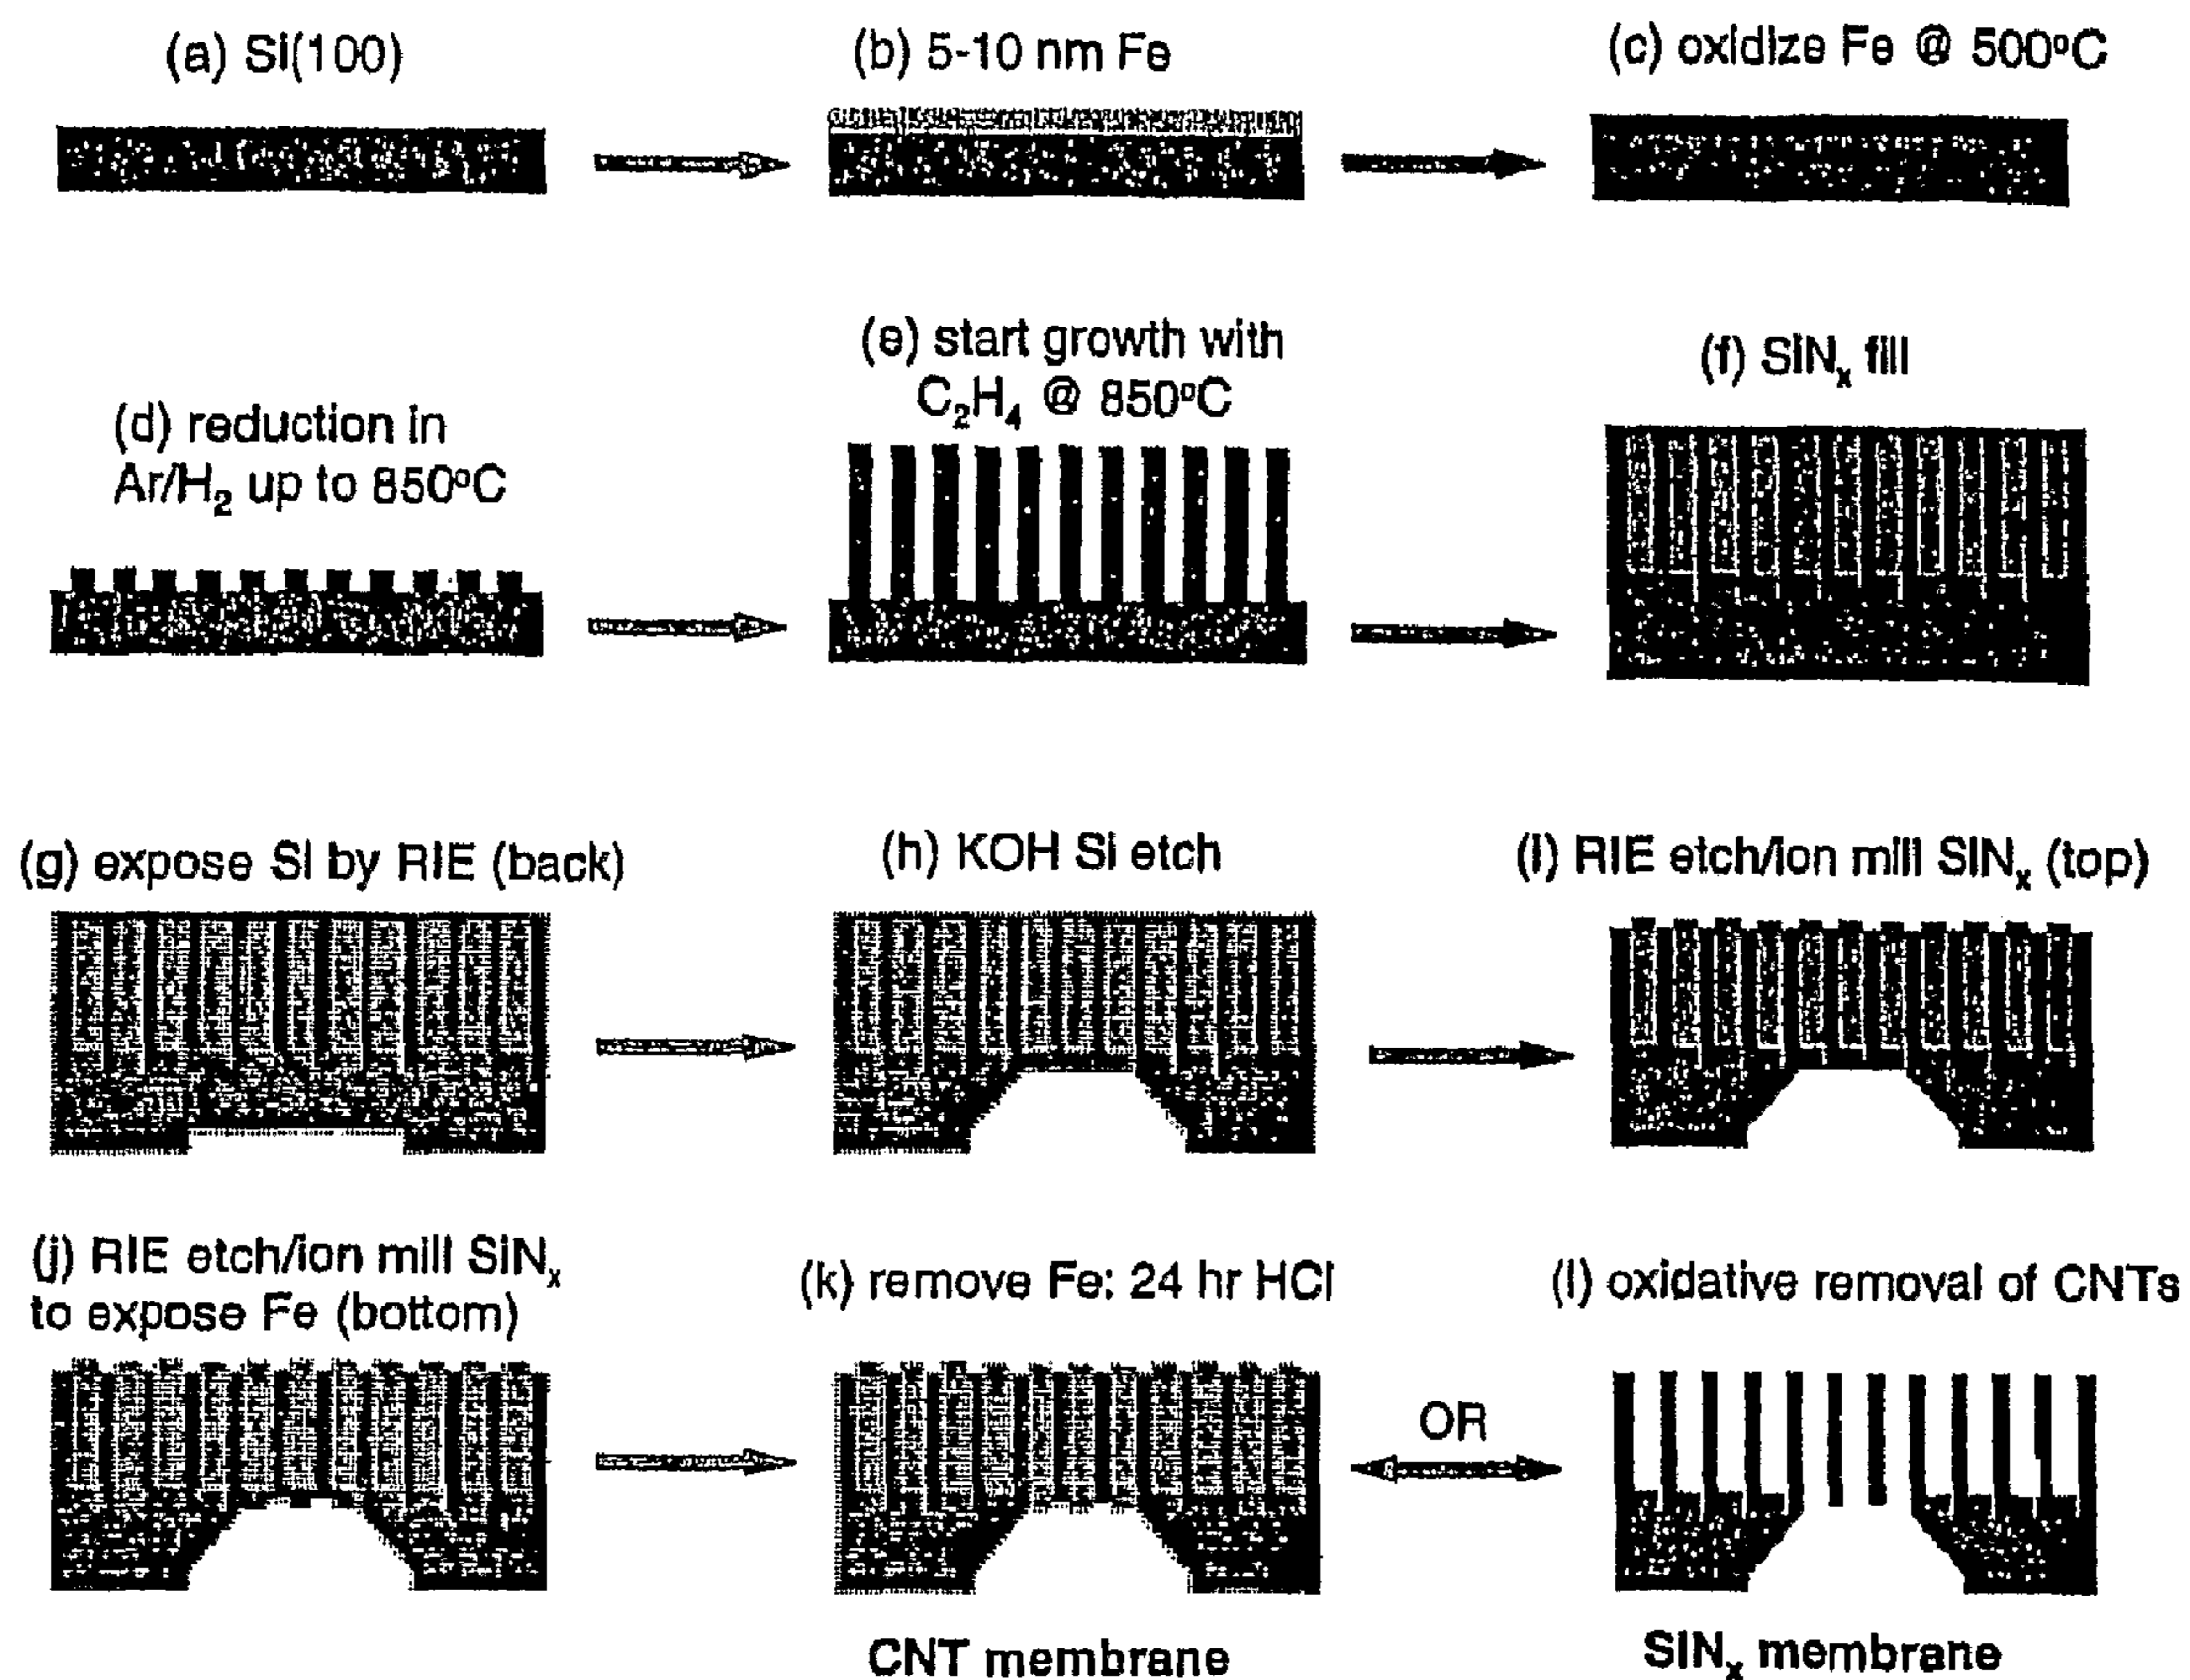 (a) Si(100)
(b) 5-10 nm Fe
(c) oxidize Fe @ 500°C
(d) reduction in
Ar/H₂ up to 850°C
(e) start growth with
C₂H₄ @ 850°C
(f) SiNₓ fill
(g) expose Si by RIE (back)
(h) KOH Si etch
(i) RIE etch/ion mill SiNₓ (top)
(j) RIE etch/ion mill SiNₓ
to expose Fe (bottom)
(k) remove Fe: 24 hr HCl
OR
(l) oxidative removal of CNTs
CNT membrane
SiNₓ membrane